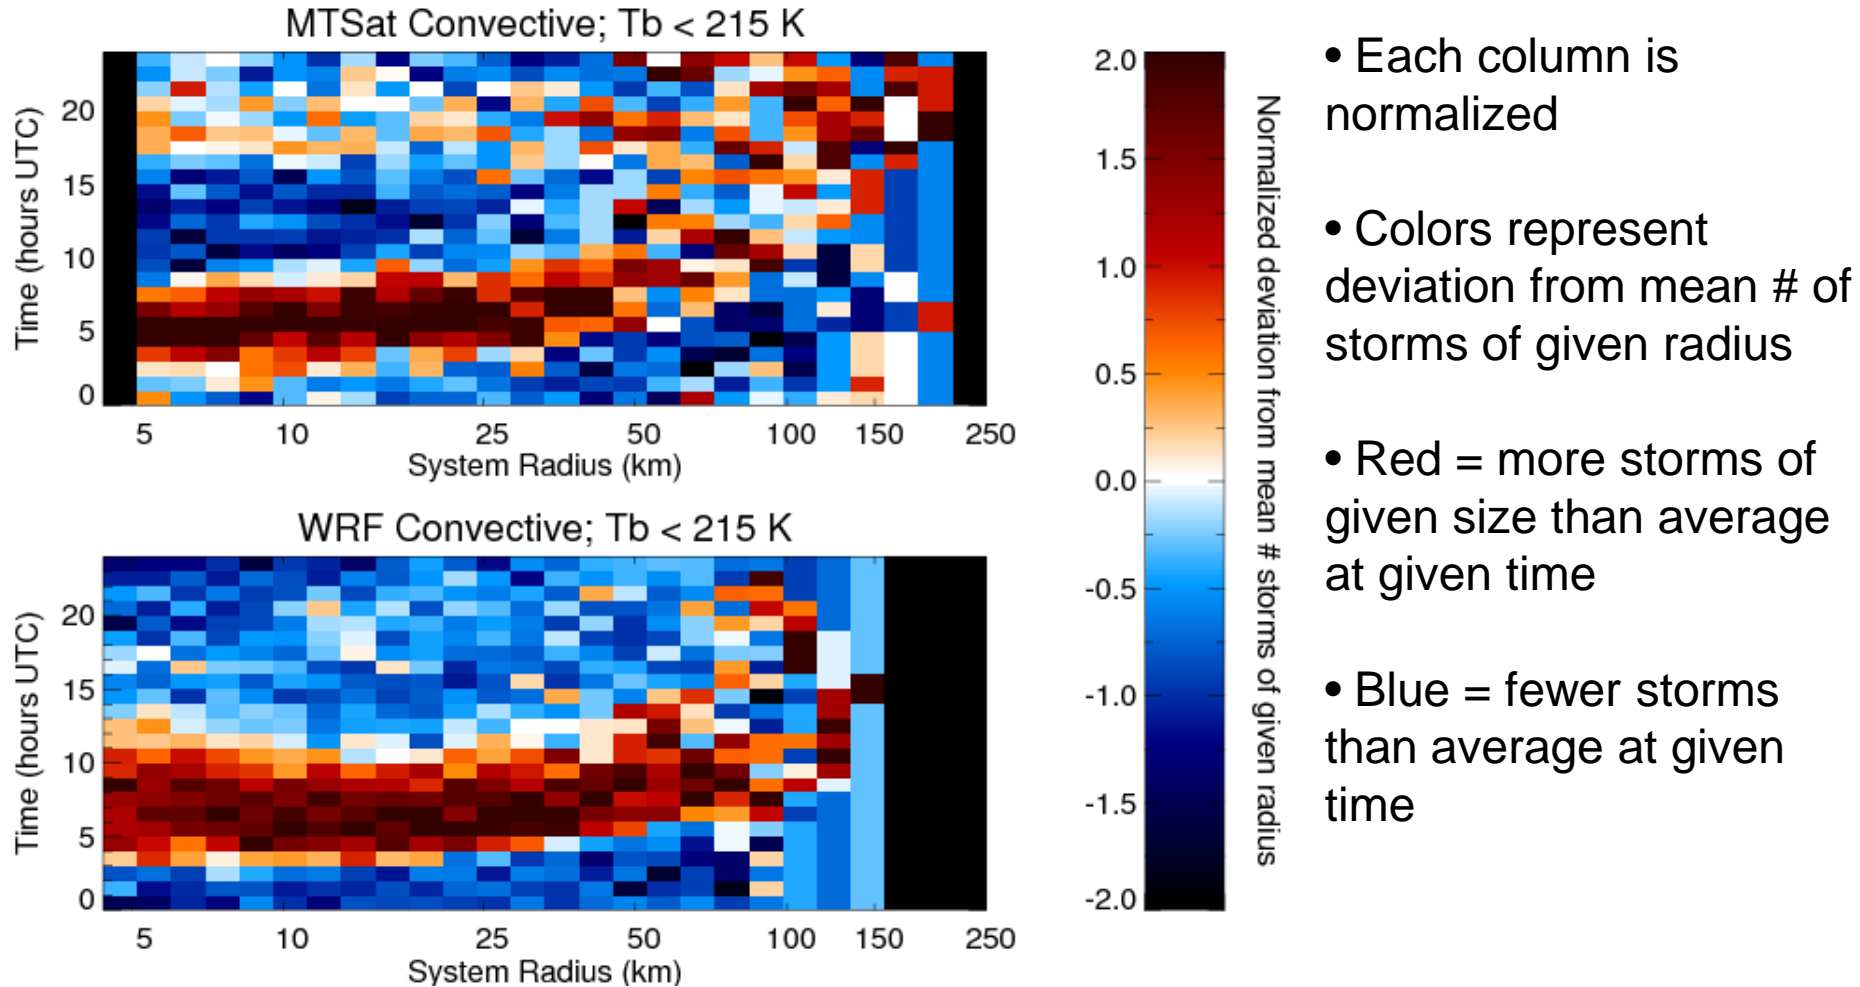 MTSat Convective; Tb < 215 K
Time (hours UTC)
20
15
10
5
0
5 10 25 50 100 150 250
System Radius (km)
WRF Convective; Tb < 215 K
Time (hours UTC)
20
15
10
5
0
5 10 25 50 100 150 250
System Radius (km)
2.0
1.5
1.0
0.5
0.0
-0.5
-1.0
-1.5
-2.0
Normalized deviation from mean # storms of given radius
• Each column is
normalized
• Colors represent
deviation from mean # of
storms of given radius
• Red = more storms of
given size than average
at given time
• Blue = fewer storms
than average at given
time